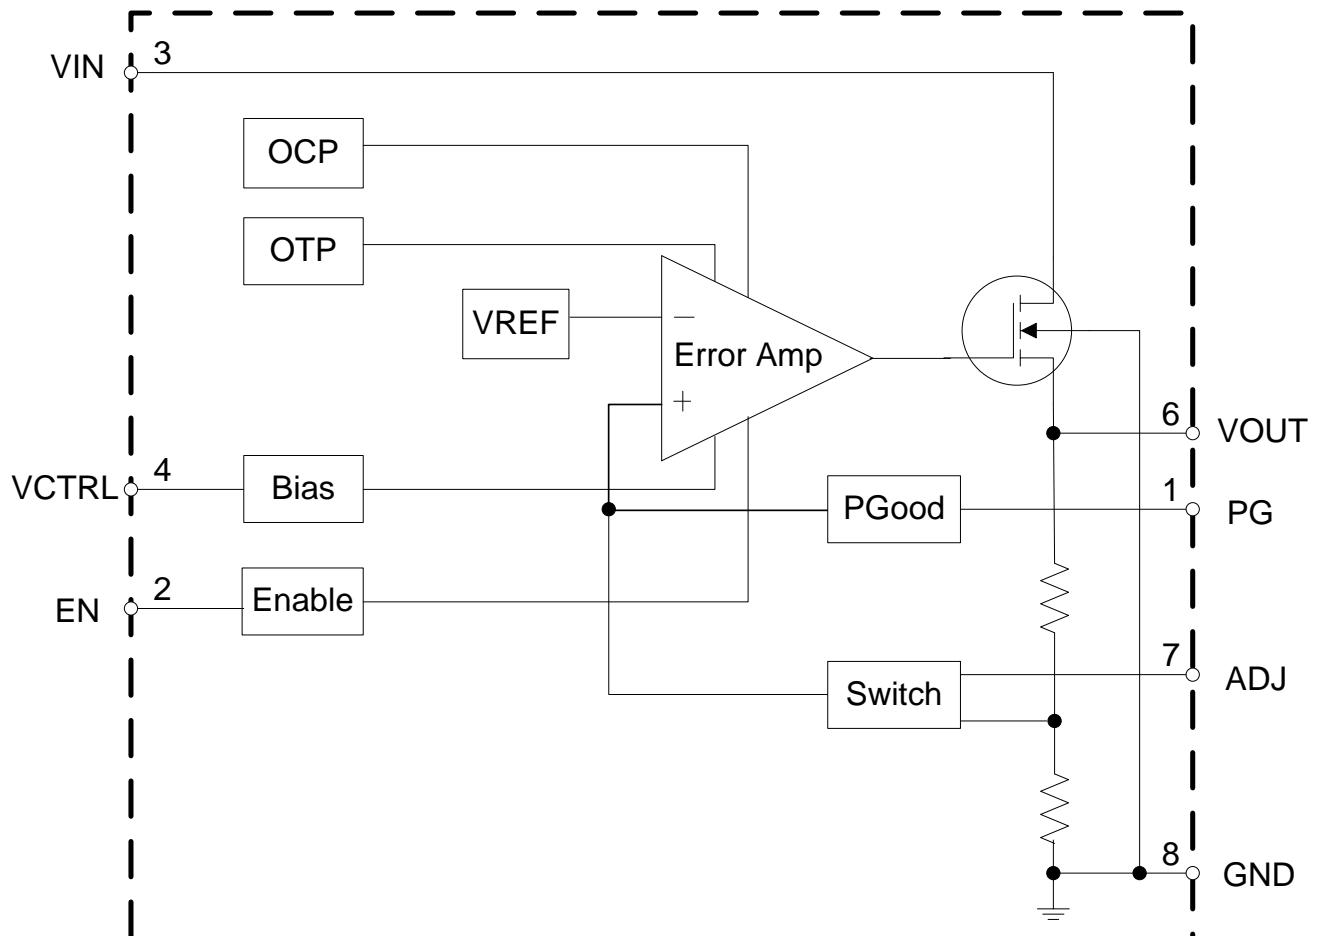 3
VIN
OCP
OTP
VREF
−
Error Amp
+
6
VOUT
4
VCTRL
Bias
1
PGood
PG
2
EN
Enable
7
Switch
ADJ
8
GND